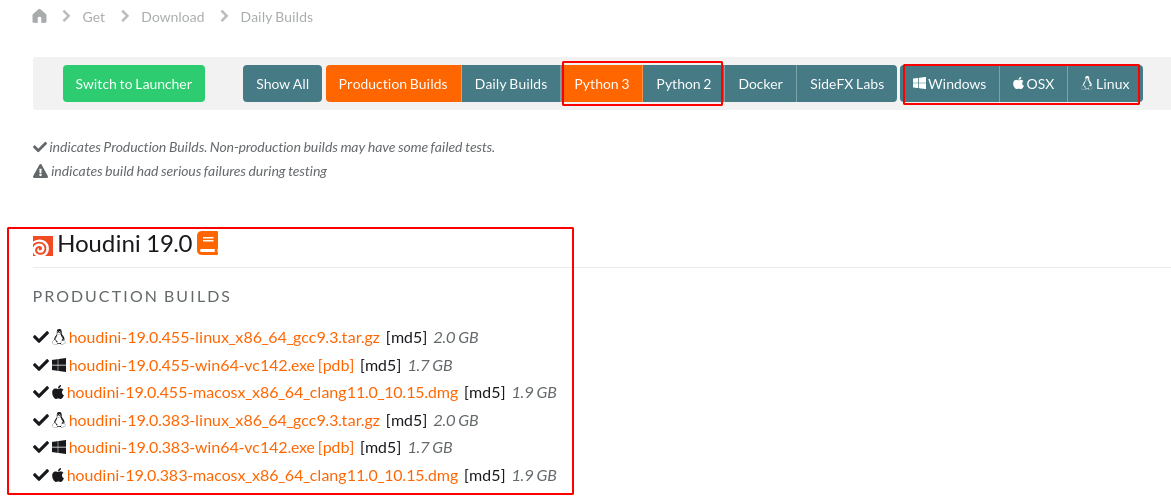 Get Download Daily Builds
Switch to Launcher Show All Production Builds Daily Builds Python 3 Python 2 Docker SideFX Labs Windows OSX Linux
indicates Production Builds. Non-production builds may have some failed tests.
indicates build had serious failures during testing
Houdini 19.0
PRODUCTION BUILDS
houdini-19.0.455-linux_x86_64_gcc9.3.tar.gz [md5] 2.0 GB
houdini-19.0.455-win64-vc142.exe [pdb] [md5] 1.7 GB
houdini-19.0.455-macosx_x86_64_clang11.0_10.15.dmg [md5] 1.9 GB
houdini-19.0.383-linux_x86_64_gcc9.3.tar.gz [md5] 2.0 GB
houdini-19.0.383-win64-vc142.exe [pdb] [md5] 1.7 GB
houdini-19.0.383-macosx_x86_64_clang11.0_10.15.dmg [md5] 1.9 GB